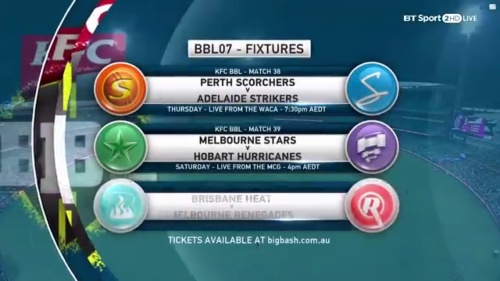 BT Sport 2HD LIVE
KFC
BBL07 - FIXTURES
KFC BBL - MATCH 38
PERTH SCORCHERS
v
ADELAIDE STRIKERS
THURSDAY - LIVE FROM THE WACA - 7:30pm AEDT
KFC BBL - MATCH 39
MELBOURNE STARS
v
HOBART HURRICANES
SATURDAY - LIVE FROM THE MCG - 6pm AEDT
BRISBANE HEAT
v
MELBOURNE RENEGADES
TICKETS AVAILABLE AT bigbash.com.au